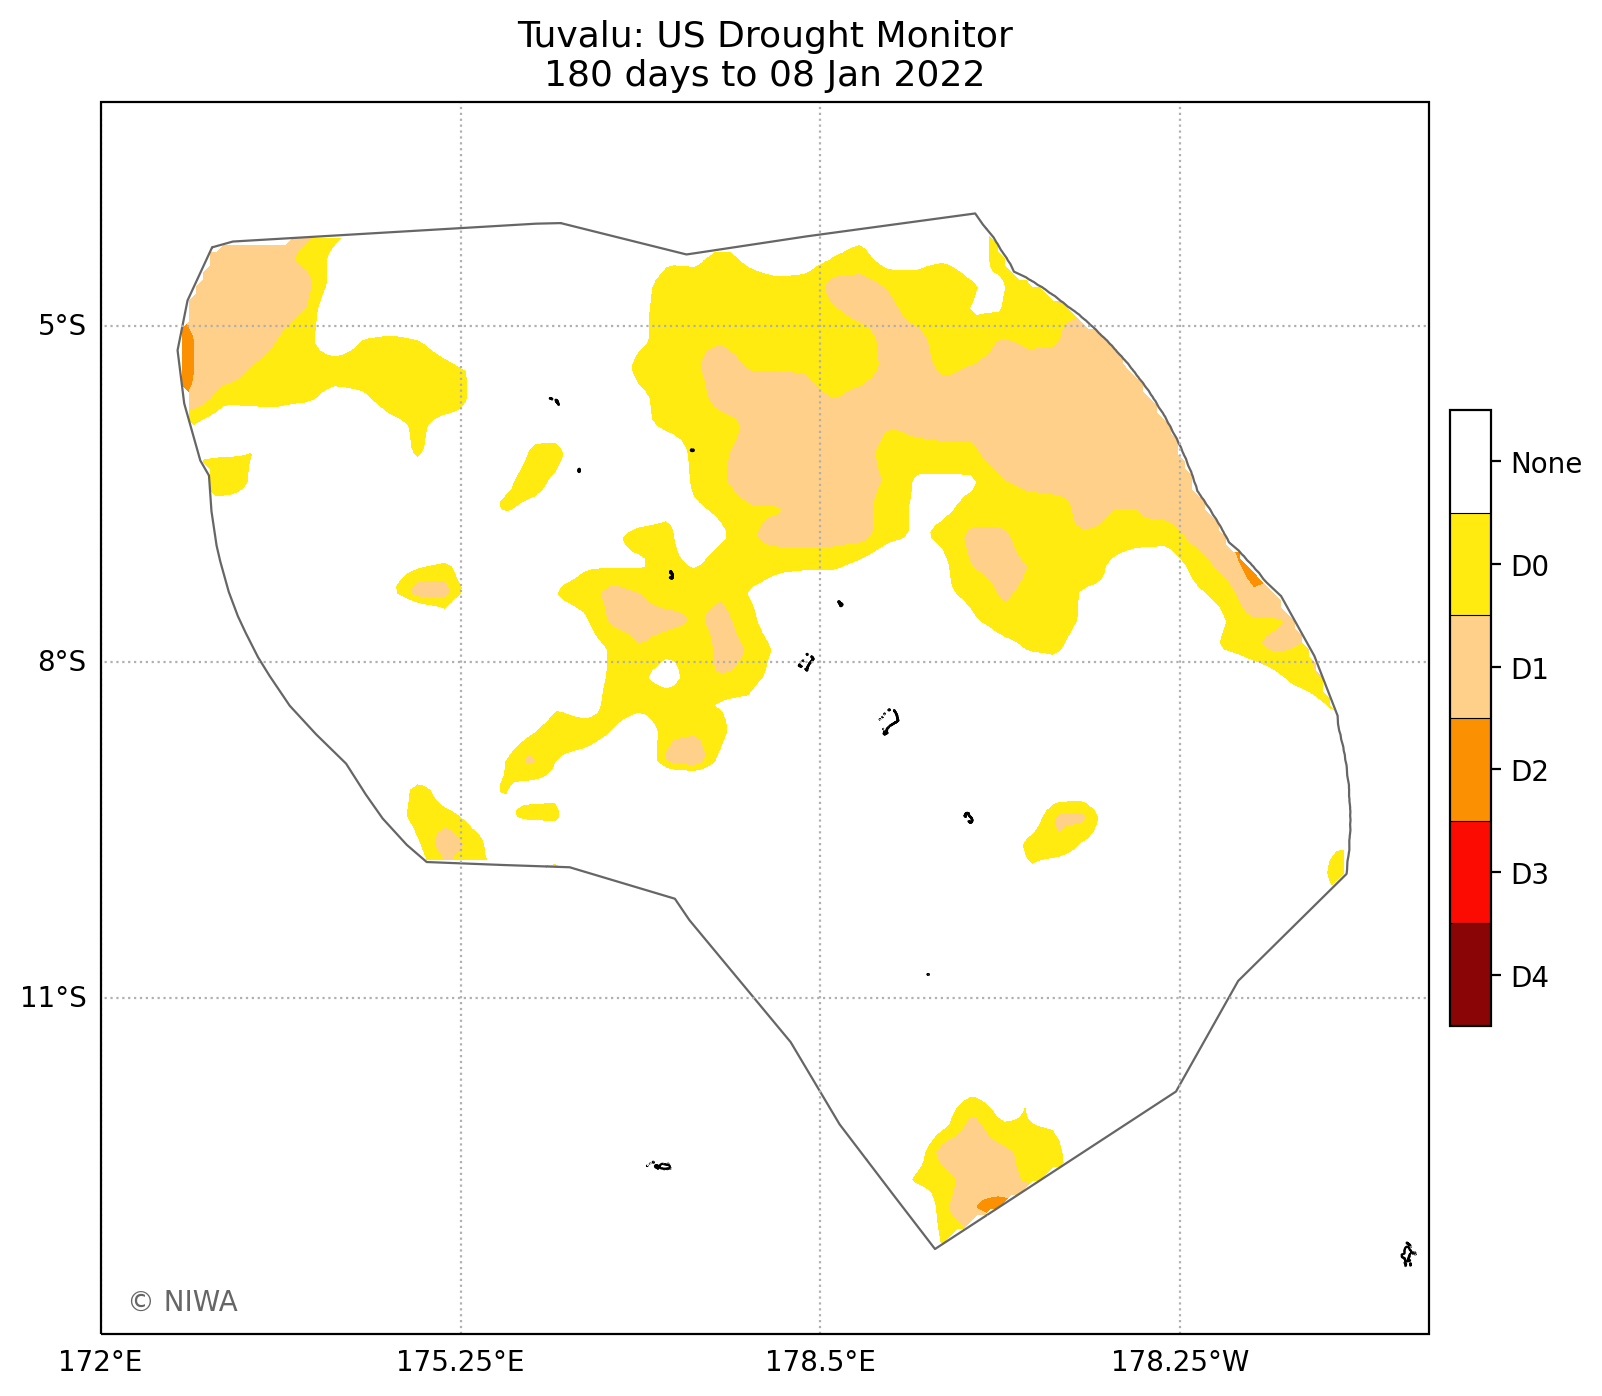 Tuvalu: US Drought Monitor
180 days to 08 Jan 2022
5°S
8°S
11°S
172°E
175.25°E
178.5°E
178.25°W
None
D0
D1
D2
D3
D4
© NIWA